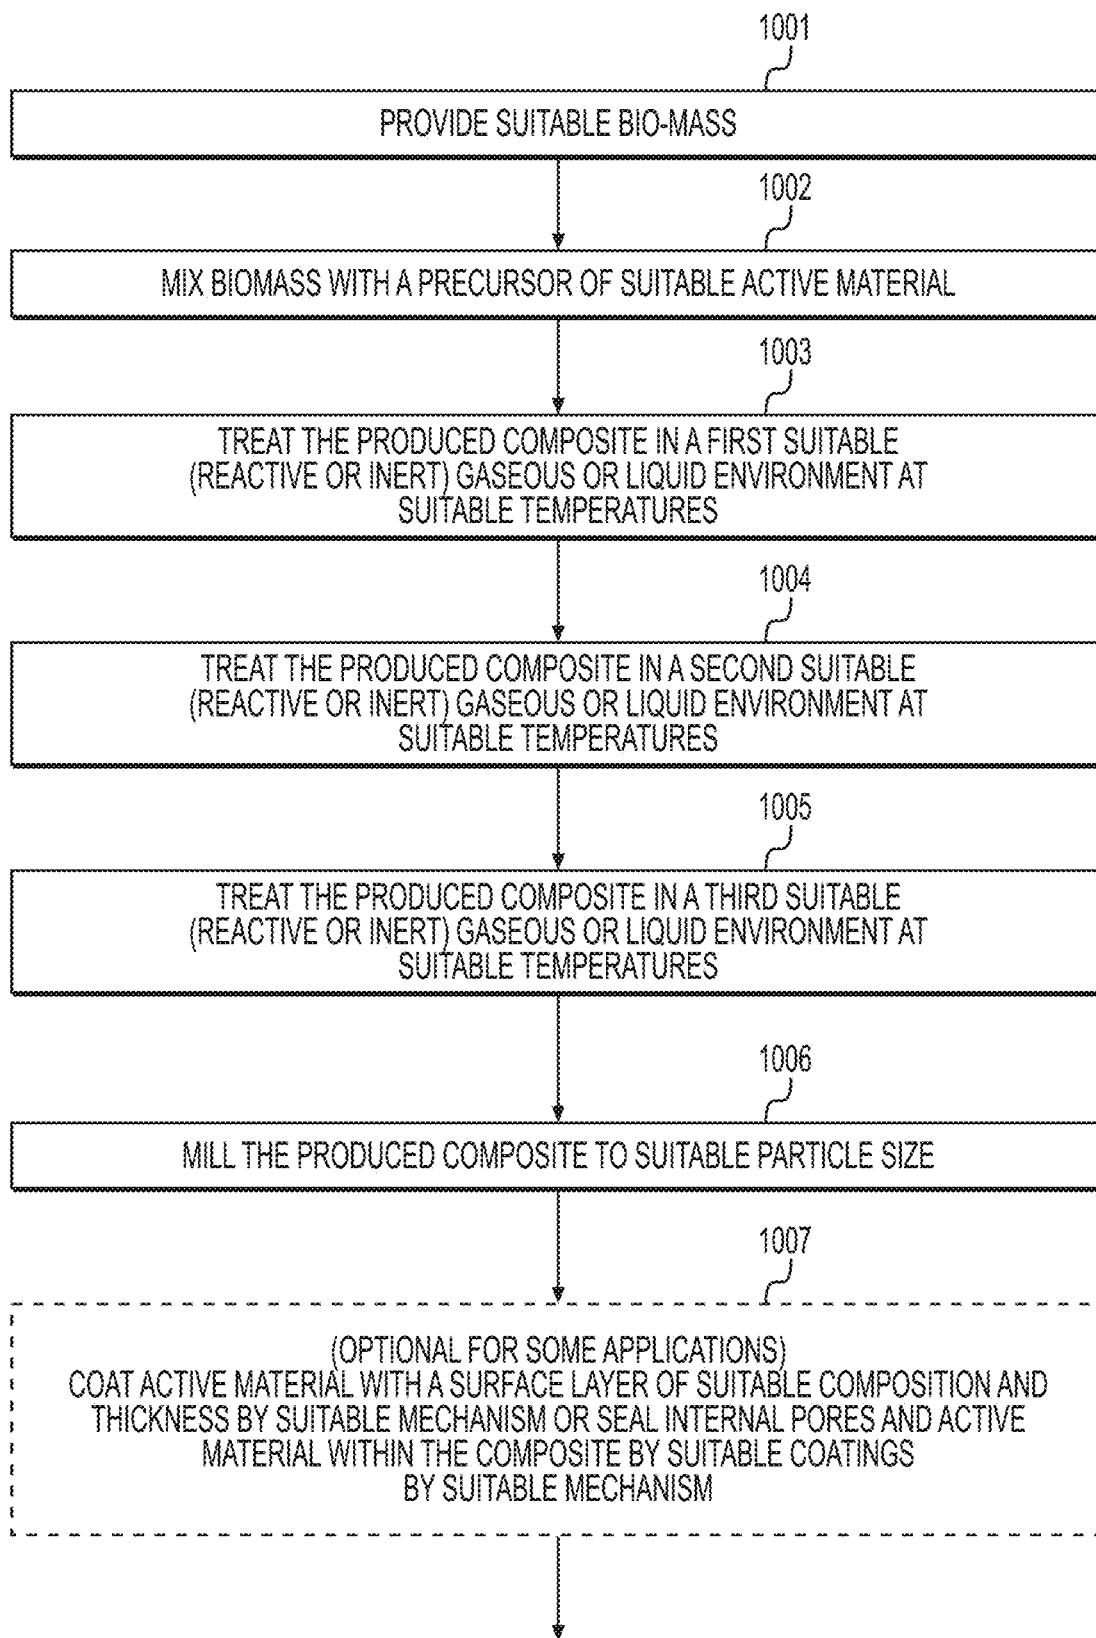 1001
PROVIDE SUITABLE BIO-MASS
1002
MIX BIOMASS WITH A PRECURSOR OF SUITABLE ACTIVE MATERIAL
1003
TREAT THE PRODUCED COMPOSITE IN A FIRST SUITABLE
(REACTIVE OR INERT) GASEOUS OR LIQUID ENVIRONMENT AT
SUITABLE TEMPERATURES
1004
TREAT THE PRODUCED COMPOSITE IN A SECOND SUITABLE
(REACTIVE OR INERT) GASEOUS OR LIQUID ENVIRONMENT AT
SUITABLE TEMPERATURES
1005
TREAT THE PRODUCED COMPOSITE IN A THIRD SUITABLE
(REACTIVE OR INERT) GASEOUS OR LIQUID ENVIRONMENT AT
SUITABLE TEMPERATURES
1006
MILL THE PRODUCED COMPOSITE TO SUITABLE PARTICLE SIZE
1007
(OPTIONAL FOR SOME APPLICATIONS)
COAT ACTIVE MATERIAL WITH A SURFACE LAYER OF SUITABLE COMPOSITION AND
THICKNESS BY SUITABLE MECHANISM OR SEAL INTERNAL PORES AND ACTIVE
MATERIAL WITHIN THE COMPOSITE BY SUITABLE COATINGS
BY SUITABLE MECHANISM